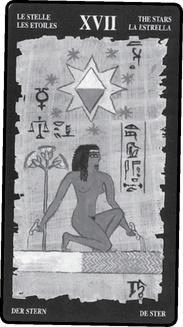 LE STELLE
LES ETOILES
XVII
THE STARS
LA ESTRELLA
DER STERN
DE STER